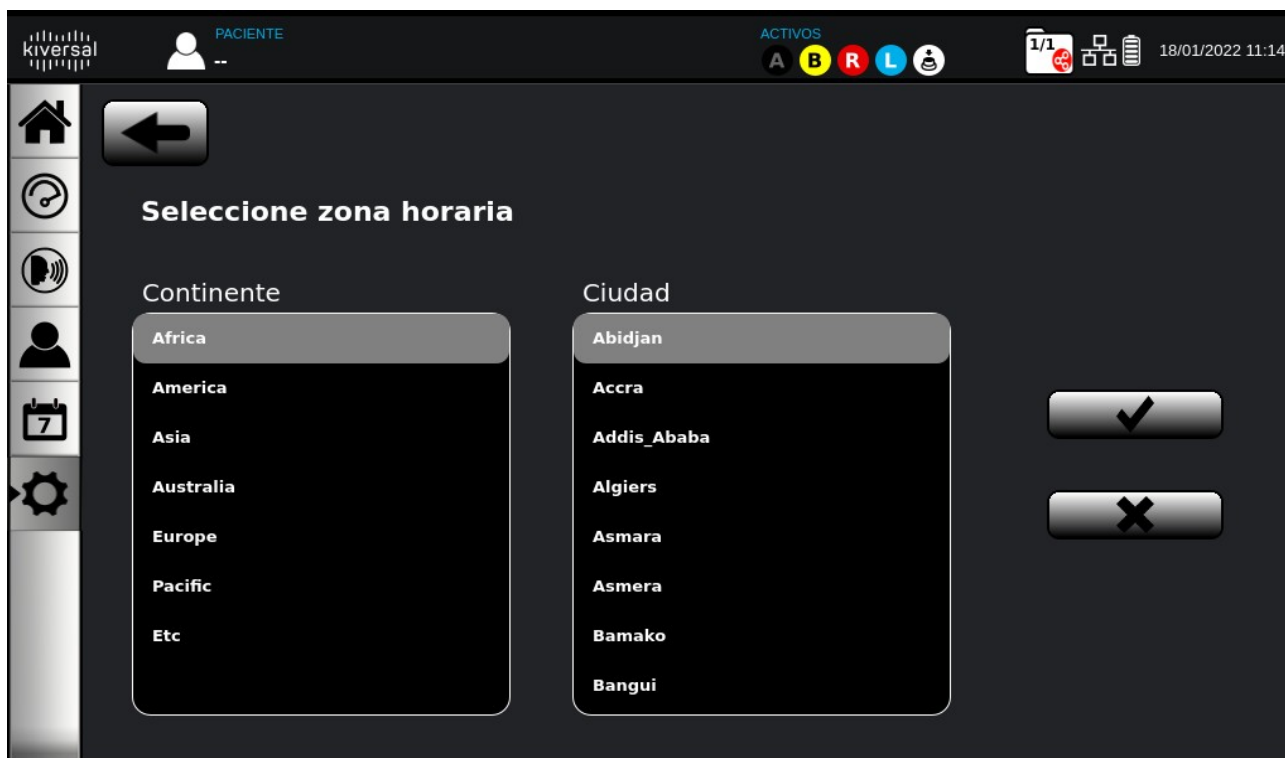 kiversal
PACIENTE
--
ACTIVOS
A B R L
1/1
18/01/2022 11:14
7
Seleccione zona horaria
Continente
Africa
America
Asia
Australia
Europe
Pacific
Etc
Ciudad
Abidjan
Accra
Addis_Ababa
Algiers
Asmara
Asmera
Bamako
Bangui